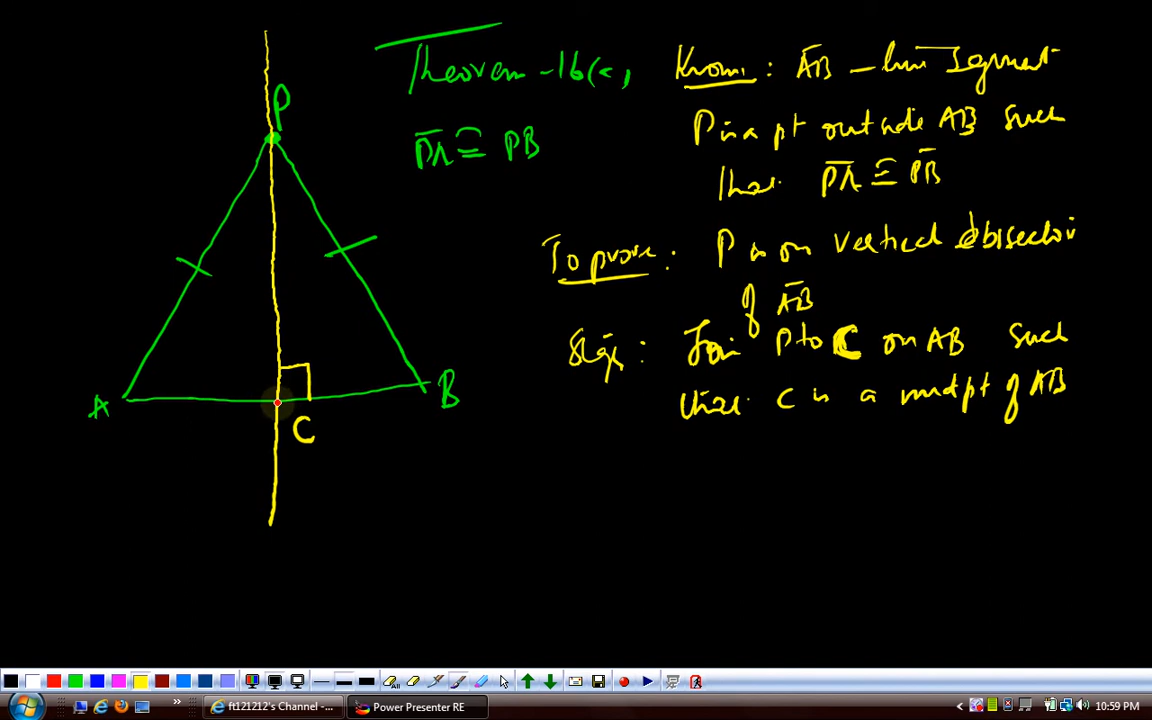 Theorem - 16(c)
PA ≅ PB
Known : AB - line Segment
P is a pt outside AB such
that PA ≅ PB
To prove : P is on vertical bisector
of AB
Steps : Join P to C on AB such
that C is a midpt of AB
P
A
B
C
ft121212's Channel - ...
Power Presenter RE
10:59 PM